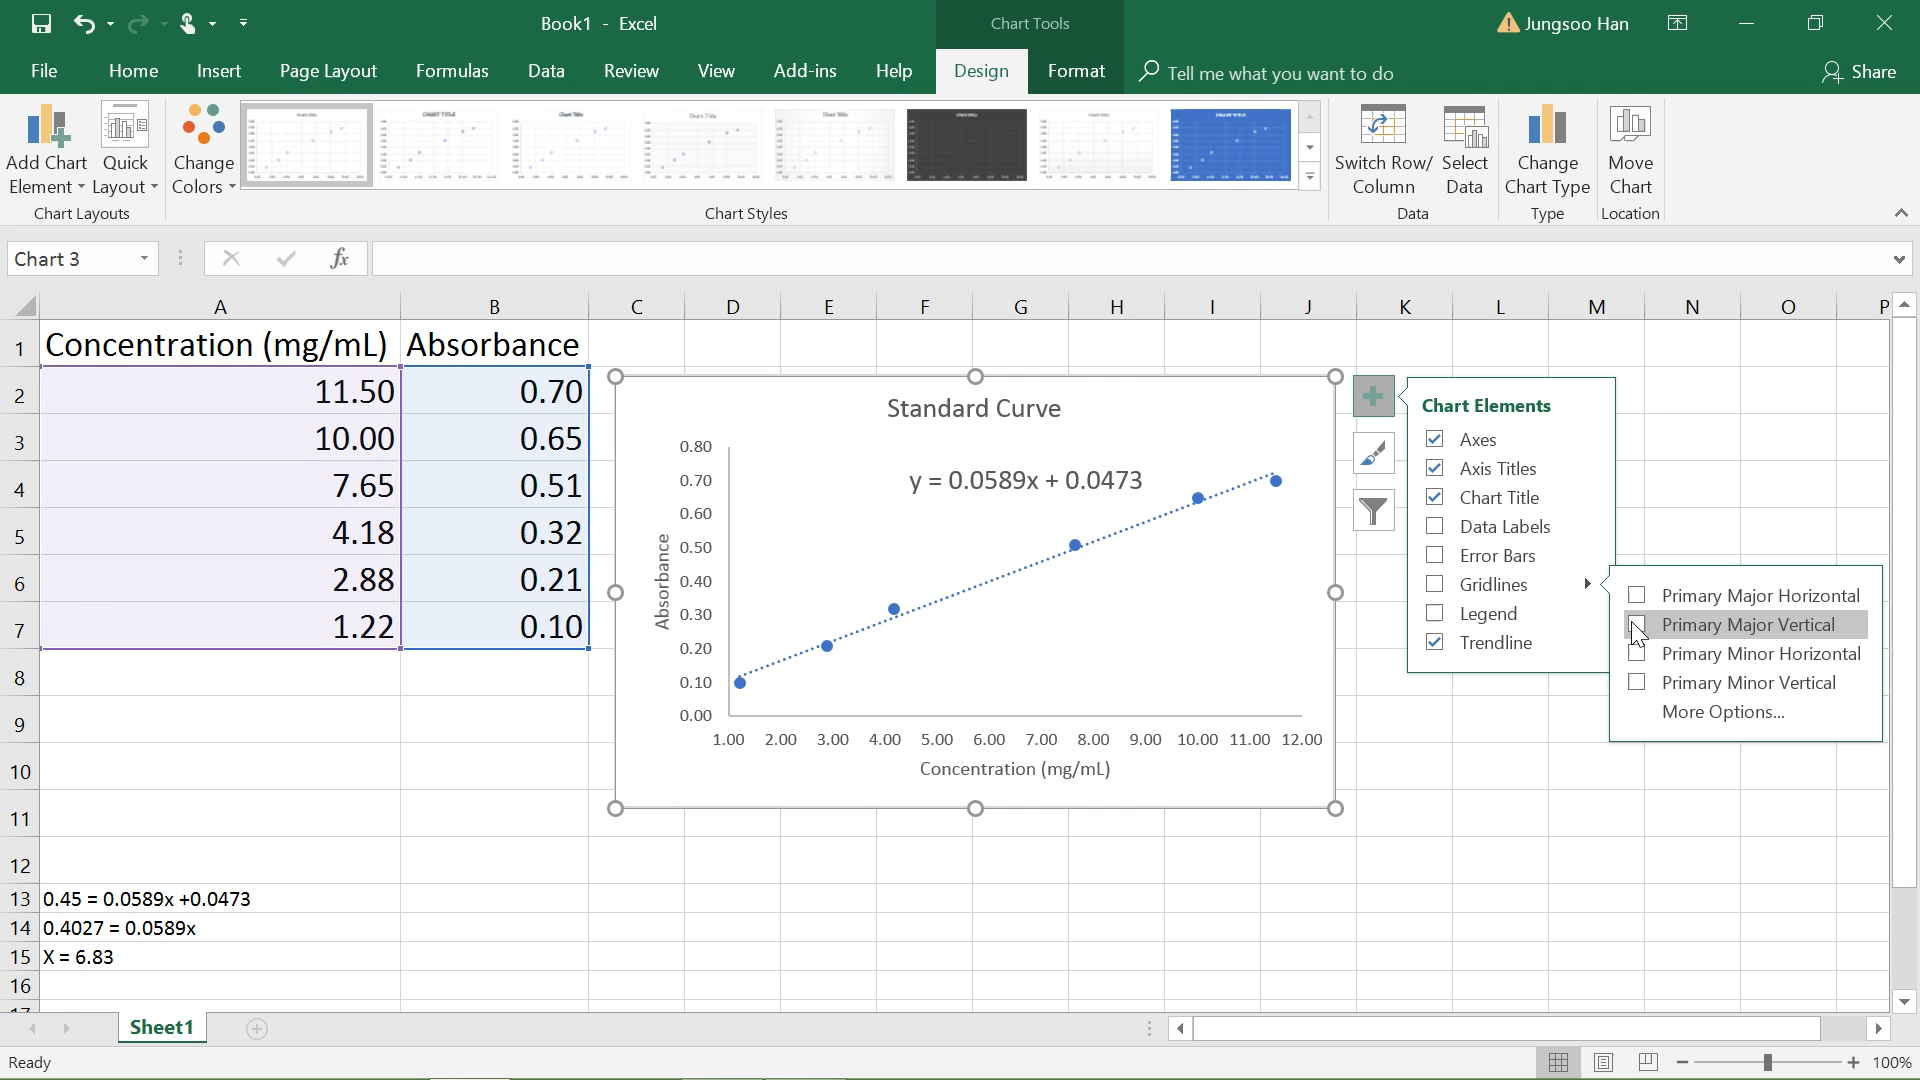 Book1 - Excel
Chart Tools
Jungsoo Han
File Home Insert Page Layout Formulas Data Review View Add-ins Help Design Format Tell me what you want to do Share
Add Chart Element
Quick Layout
Change Colors
Switch Row/ Column
Select Data
Change Chart Type
Move Chart
Chart Layouts Chart Styles Data Type Location
Chart 3 fx
A B C D E F G H I J K L M N O P
1 Concentration (mg/mL) Absorbance
2 11.50 0.70
3 10.00 0.65
4 7.65 0.51
5 4.18 0.32
6 2.88 0.21
7 1.22 0.10
8
9
10
11
12
13 0.45 = 0.0589x +0.0473
14 0.4027 = 0.0589x
15 X = 6.83
16
17
Standard Curve
y = 0.0589x + 0.0473
0.80
0.70
0.60
0.50
0.40
0.30
0.20
0.10
0.00
Absorbance
1.00 2.00 3.00 4.00 5.00 6.00 7.00 8.00 9.00 10.00 11.00 12.00
Concentration (mg/mL)
Chart Elements
Axes
Axis Titles
Chart Title
Data Labels
Error Bars
Gridlines
Legend
Trendline
Primary Major Horizontal
Primary Major Vertical
Primary Minor Horizontal
Primary Minor Vertical
More Options...
Sheet1
Ready
100%